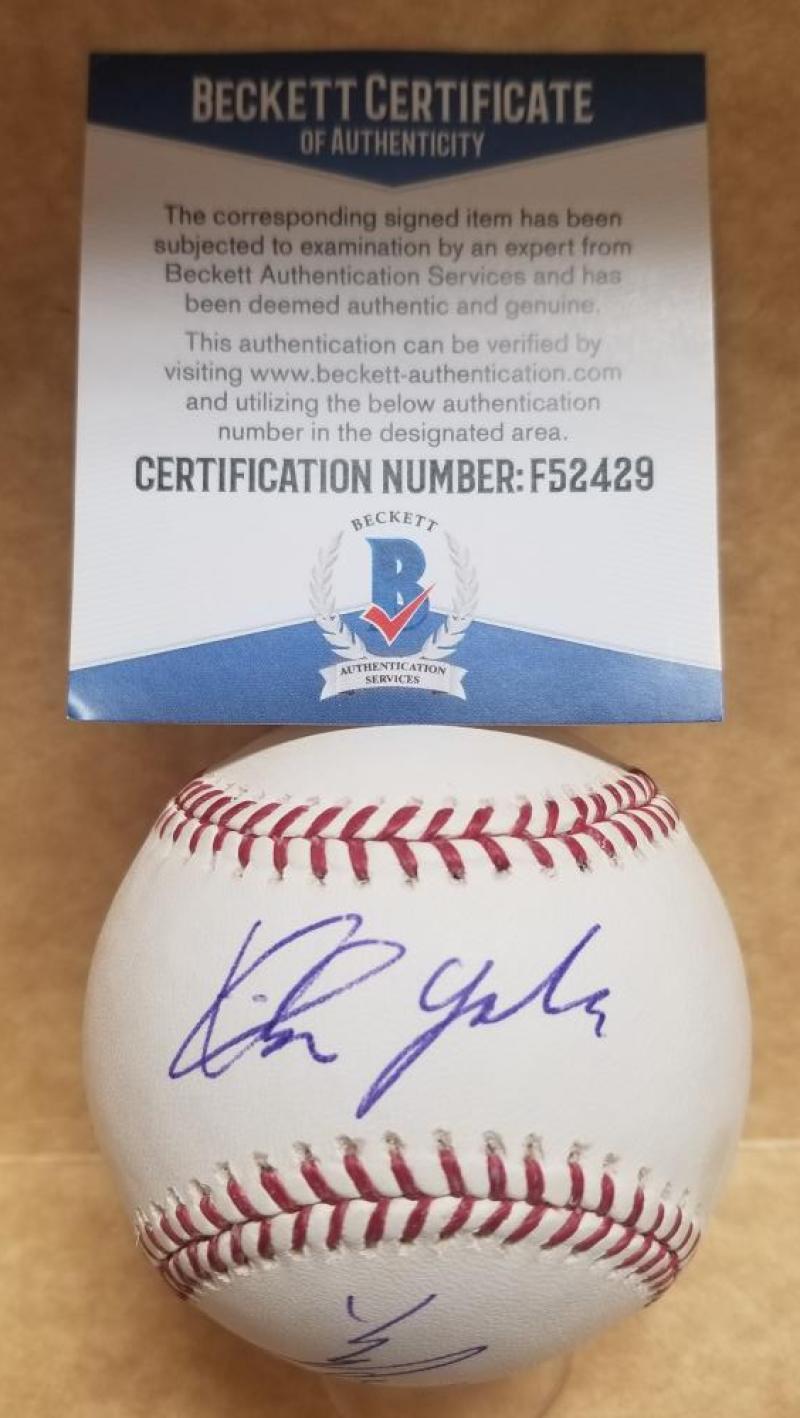 BECKETT CERTIFICATE
OF AUTHENTICITY
The corresponding signed item has been
subjected to examination by an expert from
Beckett Authentication Services and has
been deemed authentic and genuine.
This authentication can be verified by
visiting www.beckett-authentication.com
and utilizing the below authentication
number in the designated area.
CERTIFICATION NUMBER: F52429
BECKETT
B
AUTHENTICATION
SERVICES